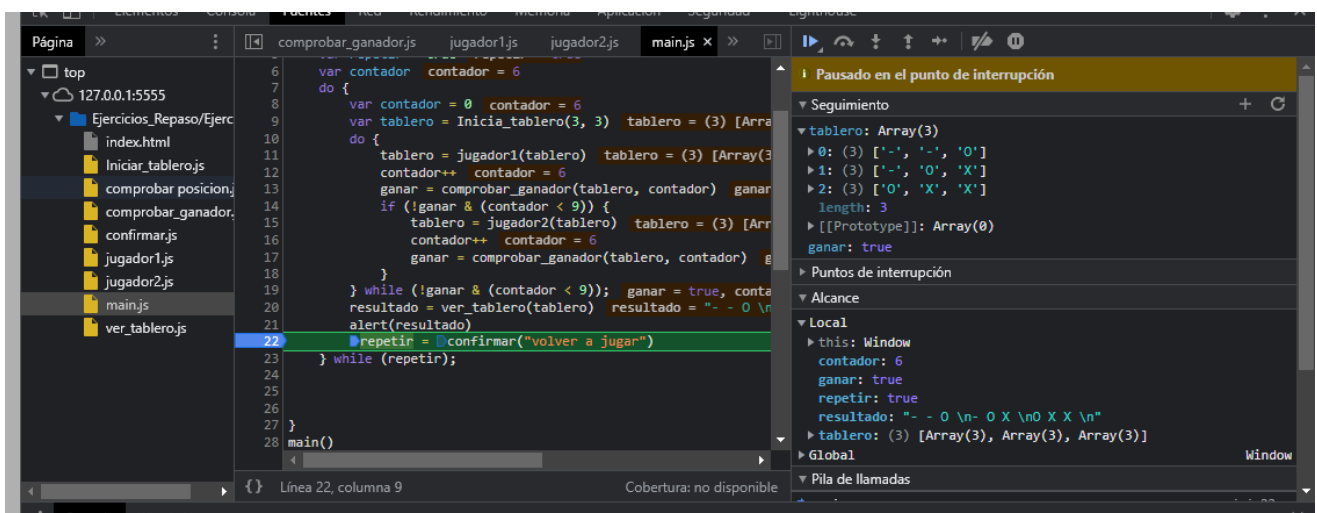 Elementos Consola Fuentes Red Rendimiento Memoria Aplicación Seguridad Lighthouse
Página »
comprobar_ganador.js jugador1.js jugador2.js main.js × »
top
127.0.0.1:5555
Ejercicios_Repaso/Ejerc
index.html
Iniciar_tablero.js
comprobar posicion.j
comprobar_ganador.
confirmar.js
jugador1.js
jugador2.js
main.js
ver_tablero.js
6 var contador contador = 6
7 do {
8 var contador = 0 contador = 6
9 var tablero = Inicia_tablero(3, 3) tablero = (3) [Arra
10 do {
11 tablero = jugador1(tablero) tablero = (3) [Array(3
12 contador++ contador = 6
13 ganar = comprobar_ganador(tablero, contador) ganar
14 if (!ganar & (contador < 9)) {
15 tablero = jugador2(tablero) tablero = (3) [Arr
16 contador++ contador = 6
17 ganar = comprobar_ganador(tablero, contador) g
18 }
19 } while (!ganar & (contador < 9)); ganar = true, conta
20 resultado = ver_tablero(tablero) resultado = "- - O \n
21 alert(resultado)
22 repetir = confirmar("volver a jugar")
23 } while (repetir);
24
25
26
27 }
28 main()
{} Línea 22, columna 9 Cobertura: no disponible
Pausado en el punto de interrupción
Seguimiento
tablero: Array(3)
0: (3) ['-', '-', 'O']
1: (3) ['-', 'O', 'X']
2: (3) ['O', 'X', 'X']
length: 3
[[Prototype]]: Array(0)
ganar: true
Puntos de interrupción
Alcance
Local
this: Window
contador: 6
ganar: true
repetir: true
resultado: "- - O \n- O X \nO X X \n"
tablero: (3) [Array(3), Array(3), Array(3)]
Global Window
Pila de llamadas